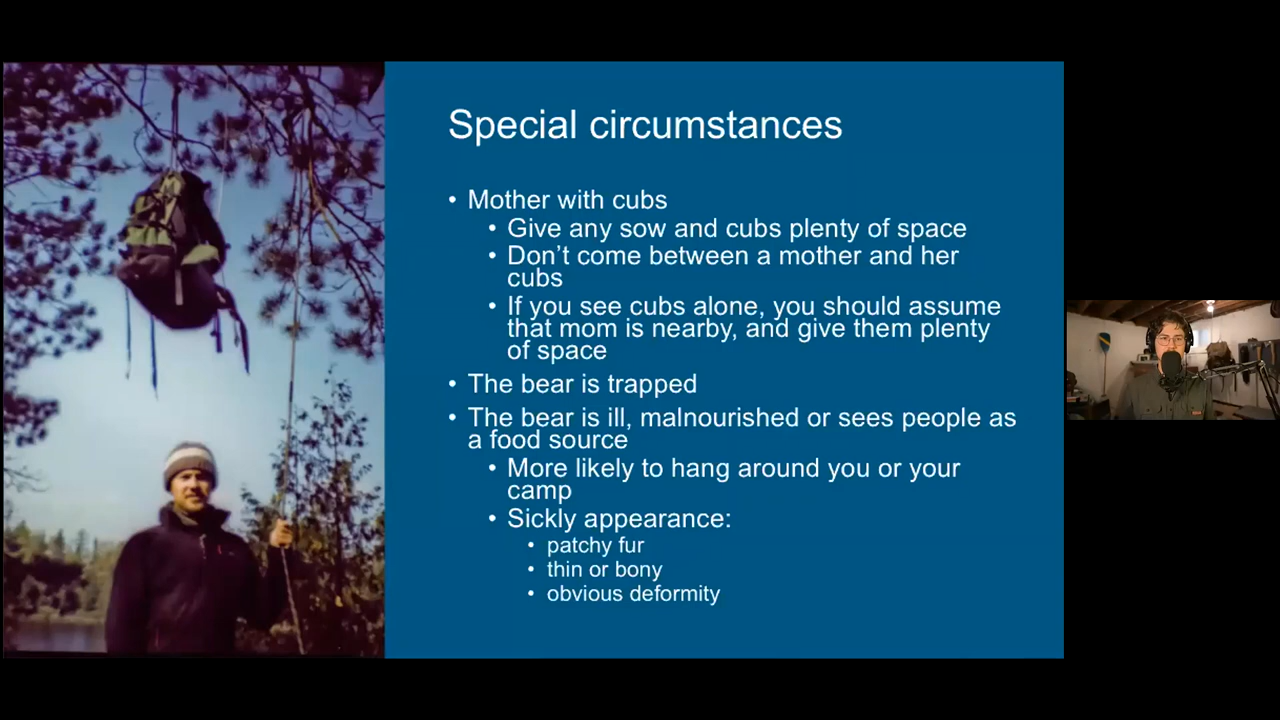 Special circumstances
• Mother with cubs
• Give any sow and cubs plenty of space
• Don’t come between a mother and her
cubs
• If you see cubs alone, you should assume
that mom is nearby, and give them plenty
of space
• The bear is trapped
• The bear is ill, malnourished or sees people as
a food source
• More likely to hang around you or your
camp
• Sickly appearance:
• patchy fur
• thin or bony
• obvious deformity